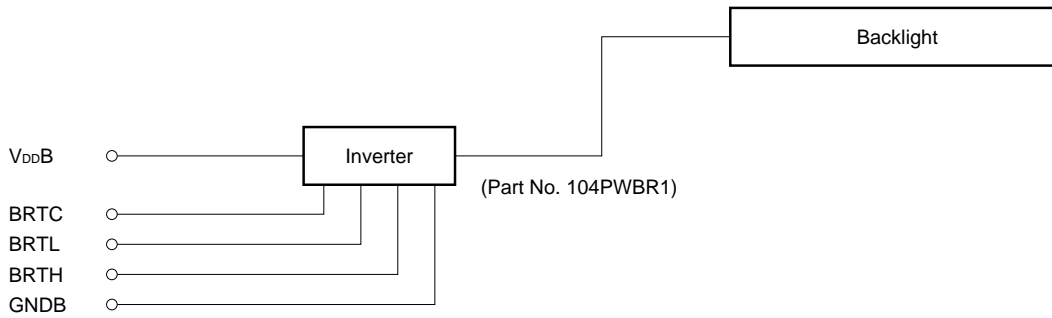 Backlight
VDDB
Inverter
(Part No. 104PWBR1)
BRTC
BRTL
BRTH
GNDB